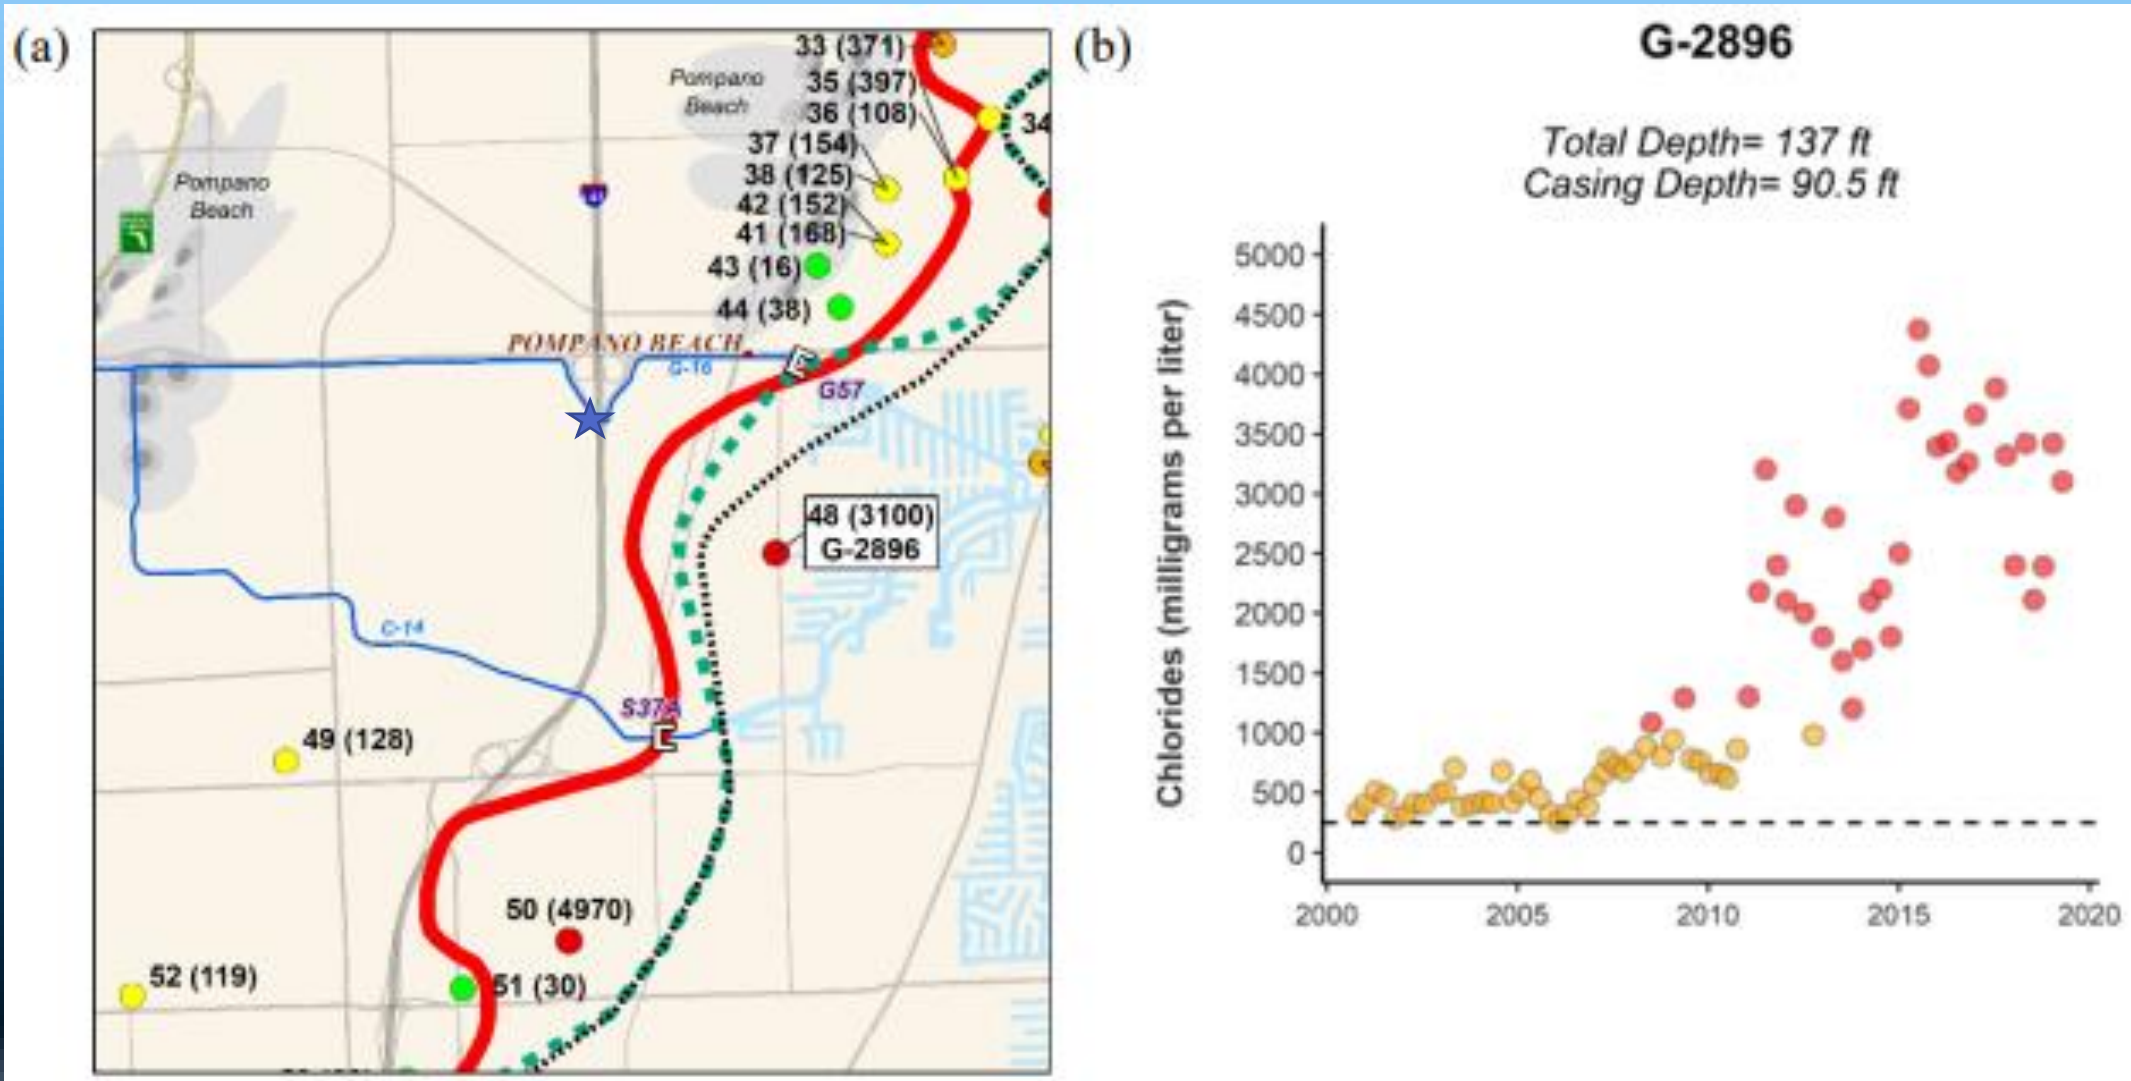 (a)
33 (371)
Pompano
Beach
35 (397)
36 (108)
34
37 (154)
38 (125)
Pompano
Beach
42 (152)
41 (168)
43 (16)
44 (38)
POMPANO BEACH
G-16
G57
48 (3100)
G-2896
C-14
S37A
49 (128)
50 (4970)
52 (119)
51 (30)
(b)
G-2896
Total Depth= 137 ft
Casing Depth= 90.5 ft
Chlorides (milligrams per liter)
5000
4500
4000
3500
3000
2500
2000
1500
1000
500
0
2000 2005 2010 2015 2020